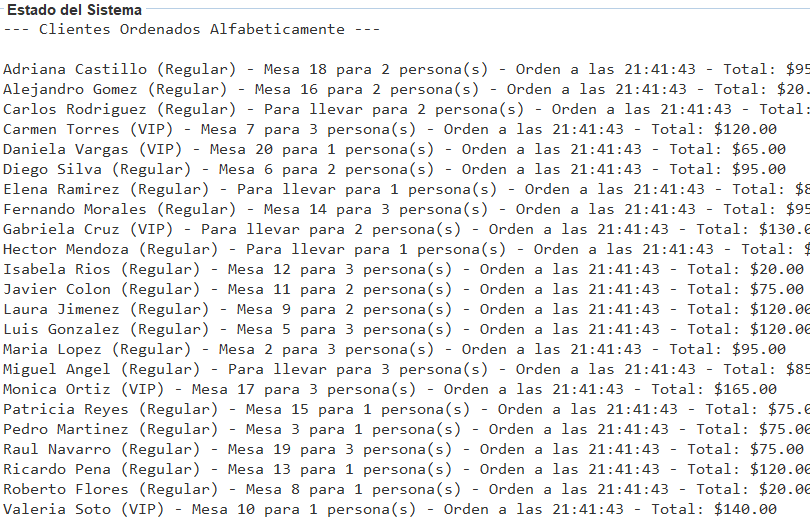 Estado del Sistema
--- Clientes Ordenados Alfabeticamente ---
Adriana Castillo (Regular) - Mesa 18 para 2 persona(s) - Orden a las 21:41:43 - Total: $95
Alejandro Gomez (Regular) - Mesa 16 para 2 persona(s) - Orden a las 21:41:43 - Total: $20.
Carlos Rodriguez (Regular) - Para llevar para 2 persona(s) - Orden a las 21:41:43 - Total:
Carmen Torres (VIP) - Mesa 7 para 3 persona(s) - Orden a las 21:41:43 - Total: $120.00
Daniela Vargas (VIP) - Mesa 20 para 1 persona(s) - Orden a las 21:41:43 - Total: $65.00
Diego Silva (Regular) - Mesa 6 para 2 persona(s) - Orden a las 21:41:43 - Total: $95.00
Elena Ramirez (Regular) - Para llevar para 1 persona(s) - Orden a las 21:41:43 - Total: $8
Fernando Morales (Regular) - Mesa 14 para 3 persona(s) - Orden a las 21:41:43 - Total: $95
Gabriela Cruz (VIP) - Para llevar para 2 persona(s) - Orden a las 21:41:43 - Total: $130.0
Hector Mendoza (Regular) - Para llevar para 1 persona(s) - Orden a las 21:41:43 - Total: $
Isabela Rios (Regular) - Mesa 12 para 3 persona(s) - Orden a las 21:41:43 - Total: $20.00
Javier Colon (Regular) - Mesa 11 para 2 persona(s) - Orden a las 21:41:43 - Total: $75.00
Laura Jimenez (Regular) - Mesa 9 para 2 persona(s) - Orden a las 21:41:43 - Total: $120.00
Luis Gonzalez (Regular) - Mesa 5 para 3 persona(s) - Orden a las 21:41:43 - Total: $120.00
Maria Lopez (Regular) - Mesa 2 para 3 persona(s) - Orden a las 21:41:43 - Total: $95.00
Miguel Angel (Regular) - Para llevar para 3 persona(s) - Orden a las 21:41:43 - Total: $85
Monica Ortiz (VIP) - Mesa 17 para 3 persona(s) - Orden a las 21:41:43 - Total: $165.00
Patricia Reyes (Regular) - Mesa 15 para 1 persona(s) - Orden a las 21:41:43 - Total: $75.0
Pedro Martinez (Regular) - Mesa 3 para 1 persona(s) - Orden a las 21:41:43 - Total: $75.00
Raul Navarro (Regular) - Mesa 19 para 3 persona(s) - Orden a las 21:41:43 - Total: $75.00
Ricardo Pena (Regular) - Mesa 13 para 1 persona(s) - Orden a las 21:41:43 - Total: $120.00
Roberto Flores (Regular) - Mesa 8 para 1 persona(s) - Orden a las 21:41:43 - Total: $20.00
Valeria Soto (VIP) - Mesa 10 para 1 persona(s) - Orden a las 21:41:43 - Total: $140.00